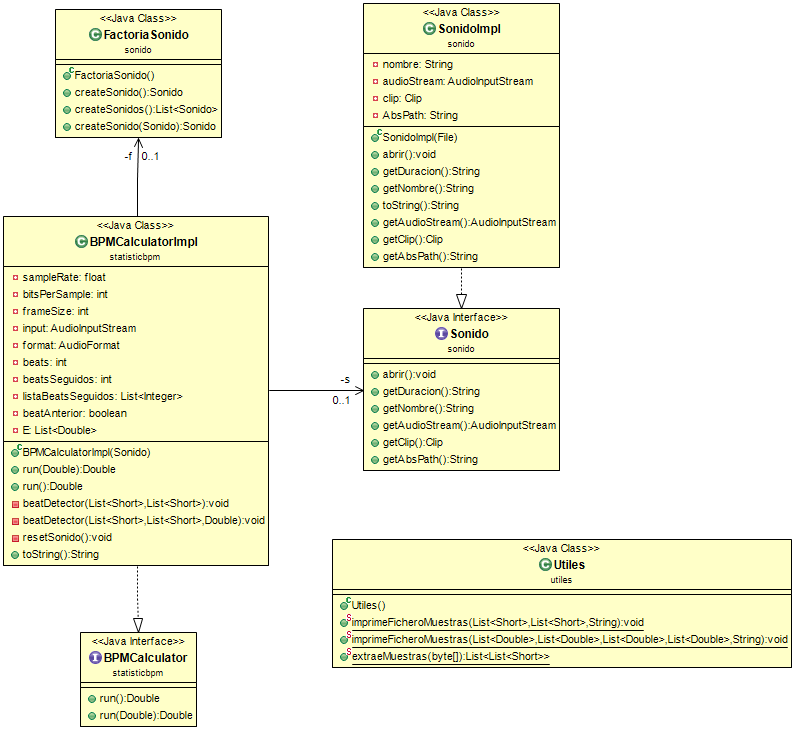 <<Java Class>>
FactoriaSonido
sonido
FactoriaSonido()
createSonido():Sonido
createSonidos():List<Sonido>
createSonido(Sonido):Sonido
-f 0..1
<<Java Class>>
BPMCalculatorImpl
statisticbpm
sampleRate: float
bitsPerSample: int
frameSize: int
input: AudioInputStream
format: AudioFormat
beats: int
beatsSeguidos: int
listaBeatsSeguidos: List<Integer>
beatAnterior: boolean
E: List<Double>
BPMCalculatorImpl(Sonido)
run(Double):Double
run():Double
beatDetector(List<Short>,List<Short>):void
beatDetector(List<Short>,List<Short>,Double):void
resetSonido():void
toString():String
<<Java Interface>>
BPMCalculator
statisticbpm
run():Double
run(Double):Double
<<Java Class>>
SonidoImpl
sonido
nombre: String
audioStream: AudioInputStream
clip: Clip
AbsPath: String
SonidoImpl(File)
abrir():void
getDuracion():String
getNombre():String
toString():String
getAudioStream():AudioInputStream
getClip():Clip
getAbsPath():String
-s
0..1
<<Java Interface>>
Sonido
sonido
abrir():void
getDuracion():String
getNombre():String
getAudioStream():AudioInputStream
getClip():Clip
getAbsPath():String
<<Java Class>>
Utiles
utiles
Utiles()
imprimeFicheroMuestras(List<Short>,List<Short>,String):void
imprimeFicheroMuestras(List<Double>,List<Double>,List<Double>,List<Double>,String):void
extraeMuestras(byte[]):List<List<Short>>